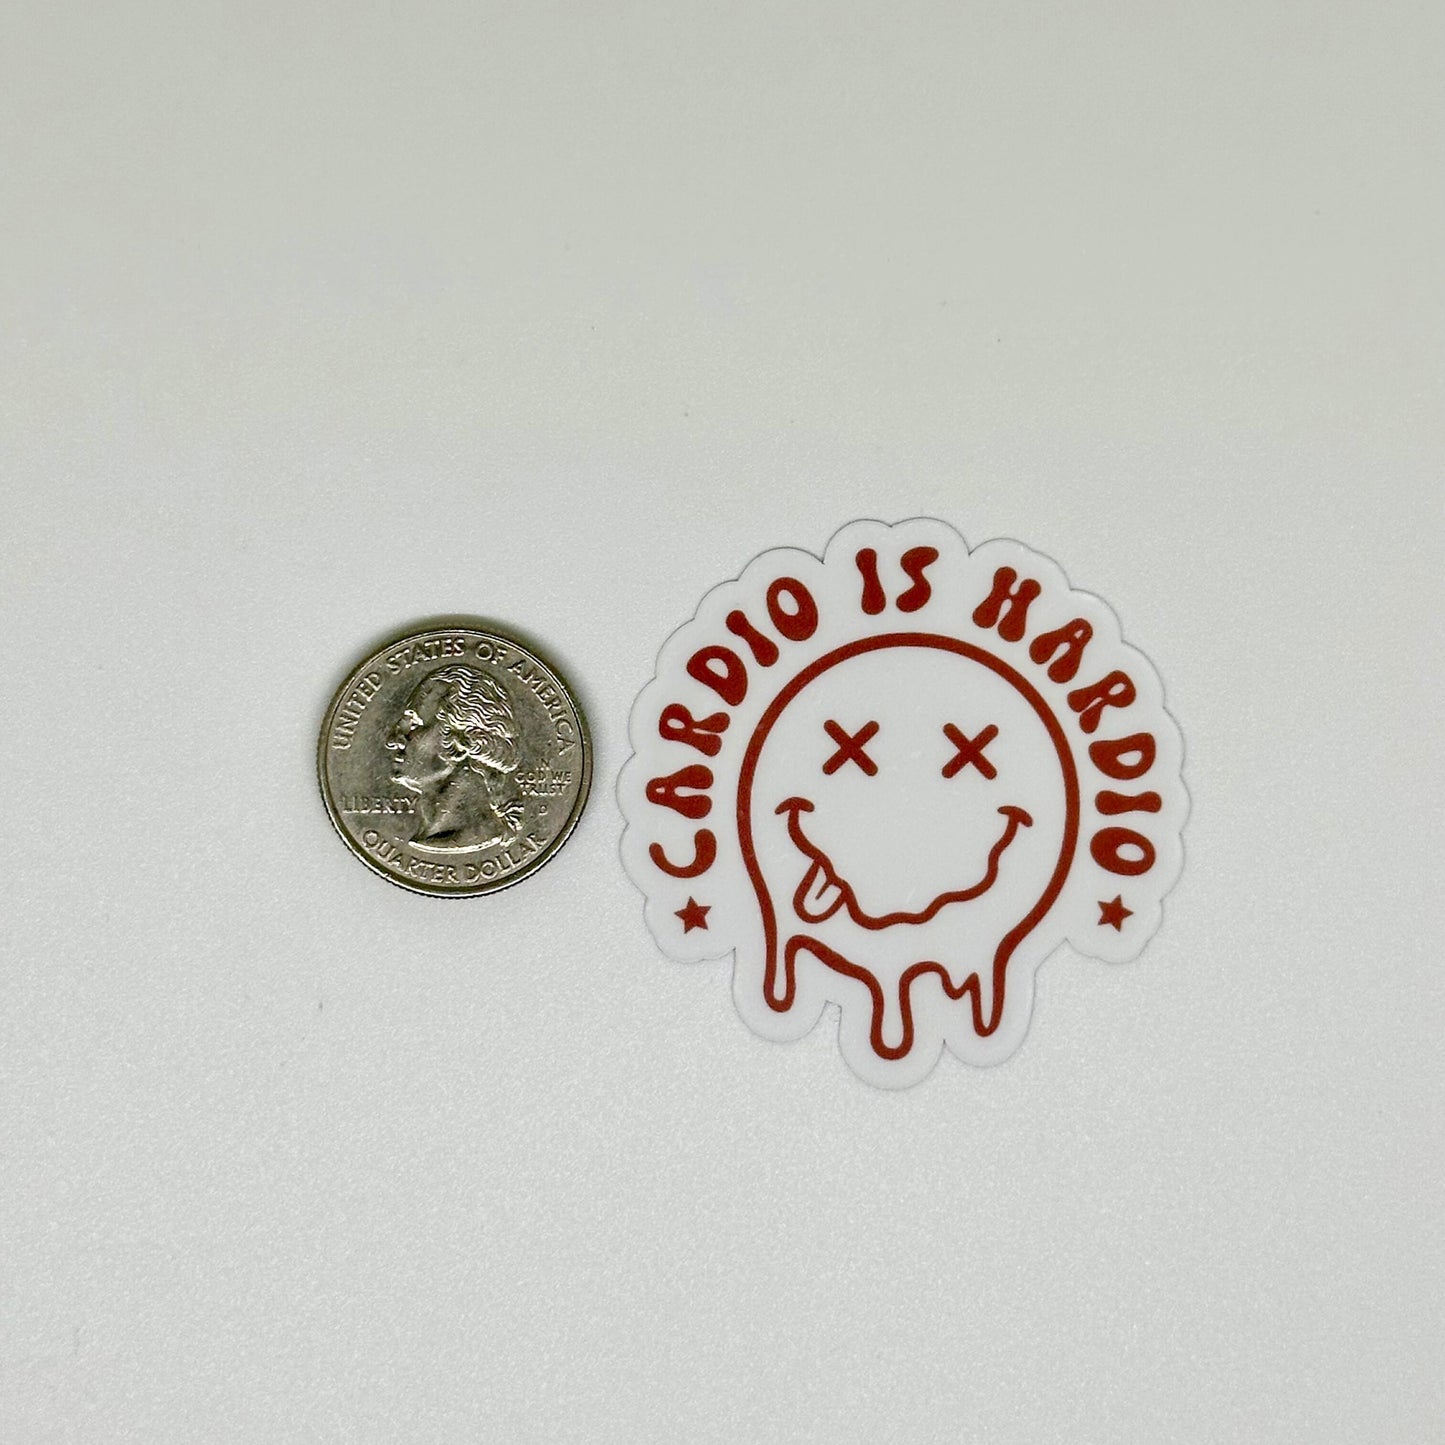 UNITED STATES OF AMERICA
LIBERTY
IN
GOD WE
TRUST
D
QUARTER DOLLAR
CARDIO IS HARDIO